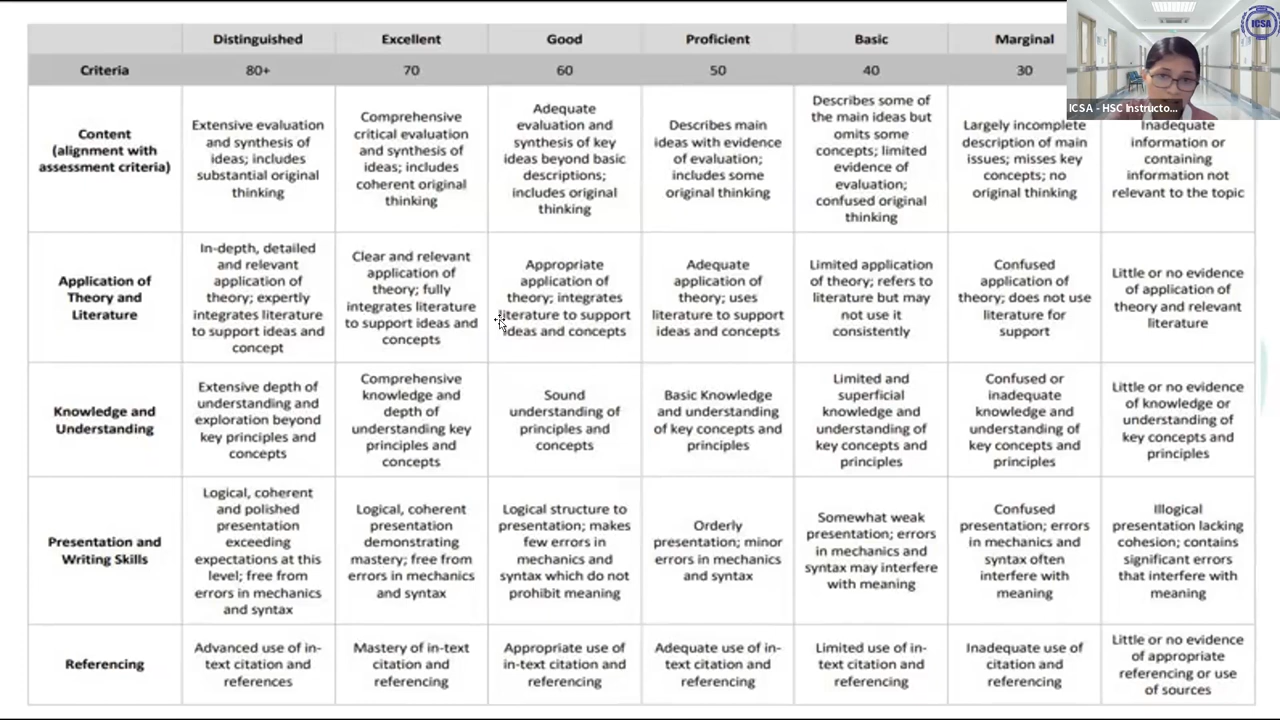 Distinguished Excellent Good Proficient Basic Marginal
Criteria 80+ 70 60 50 40 30
Content
(alignment with
assessment criteria)
Extensive evaluation
and synthesis of
ideas; includes
substantial original
thinking
Comprehensive
critical evaluation
and synthesis of
ideas; includes
coherent original
thinking
Adequate
evaluation and
synthesis of key
ideas beyond basic
descriptions;
includes original
thinking
Describes main
ideas with evidence
of evaluation;
includes some
original thinking
Describes some of
the main ideas but
omits some
concepts; limited
evidence of
evaluation;
confused original
thinking
Largely incomplete
description of main
issues; misses key
concepts; no
original thinking
Inadequate
information or
containing
information not
relevant to the topic
Application of
Theory and
Literature
In-depth, detailed
and relevant
application of
theory; expertly
integrates literature
to support ideas and
concept
Clear and relevant
application of
theory; fully
integrates literature
to support ideas and
concepts
Appropriate
application of
theory; integrates
literature to support
ideas and concepts
Adequate
application of
theory; uses
literature to support
ideas and concepts
Limited application
of theory; refers to
literature but may
not use it
consistently
Confused
application of
theory; does not use
literature for
support
Little or no evidence
of application of
theory and relevant
literature
Knowledge and
Understanding
Extensive depth of
understanding and
exploration beyond
key principles and
concepts
Comprehensive
knowledge and
depth of
understanding key
principles and
concepts
Sound
understanding of
principles and
concepts
Basic Knowledge
and understanding
of key concepts and
principles
Limited and
superficial
knowledge and
understanding of
key concepts and
principles
Confused or
inadequate
knowledge and
understanding of
key concepts and
principles
Little or no evidence
of knowledge or
understanding of
key concepts and
principles
Presentation and
Writing Skills
Logical, coherent
and polished
presentation
exceeding
expectations at this
level; free from
errors in mechanics
and syntax
Logical, coherent
presentation
demonstrating
mastery; free from
errors in mechanics
and syntax
Logical structure to
presentation; makes
few errors in
mechanics and
syntax which do not
prohibit meaning
Orderly
presentation; minor
errors in mechanics
and syntax
Somewhat weak
presentation; errors
in mechanics and
syntax may interfere
with meaning
Confused
presentation; errors
in mechanics and
syntax often
interfere with
meaning
Illogical
presentation lacking
cohesion; contains
significant errors
that interfere with
meaning
Referencing
Advanced use of in-
text citation and
references
Mastery of in-text
citation and
referencing
Appropriate use of
in-text citation and
referencing
Adequate use of in-
text citation and
referencing
Limited use of in-
text citation and
referencing
Inadequate use of
citation and
referencing
Little or no evidence
of appropriate
referencing or use
of sources
ICSA
ICSA - HSC Instructo...